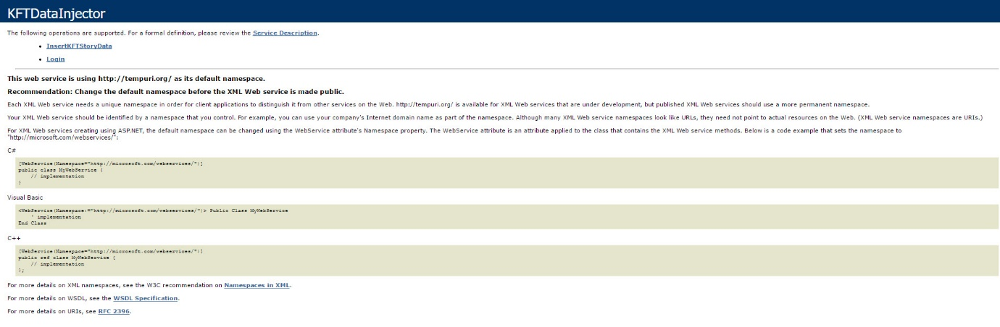 KFTDataInjector
The following operations are supported. For a formal definition, please review the Service Description.
• InsertKFTStoryData
• Login
This web service is using http://tempuri.org/ as its default namespace.
Recommendation: Change the default namespace before the XML Web service is made public.
Each XML Web service needs a unique namespace in order for client applications to distinguish it from other services on the Web. http://tempuri.org/ is available for XML Web services that are under development, but published XML Web services should use a more permanent namespace.
Your XML Web service should be identified by a namespace that you control. For example, you can use your company's Internet domain name as part of the namespace. Although many XML Web service namespaces look like URLs, they need not point to actual resources on the Web. (XML Web service namespaces are URIs.)
For XML Web services creating using ASP.NET, the default namespace can be changed using the WebService attribute's Namespace property. The WebService attribute is an attribute applied to the class that contains the XML Web service methods. Below is a code example that sets the namespace to
"http://microsoft.com/webservices/":
C#
[WebService(Namespace="http://microsoft.com/webservices/")]
public class MyWebService {
// implementation
}
Visual Basic
<WebService(Namespace:="http://microsoft.com/webservices/")> Public Class MyWebService
' implementation
End Class
C++
[WebService(Namespace="http://microsoft.com/webservices/")]
public ref class MyWebService {
// implementation
};
For more details on XML namespaces, see the W3C recommendation on Namespaces in XML.
For more details on WSDL, see the WSDL Specification.
For more details on URIs, see RFC 2396.